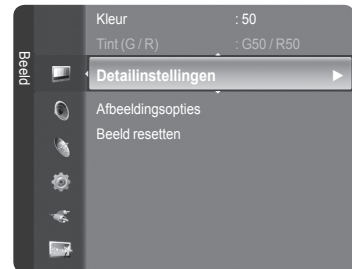 Beeld
Kleur : 50
Tint (G / R) : G50 / R50
Detailinstellingen
Afbeeldingsopties
Beeld resetten